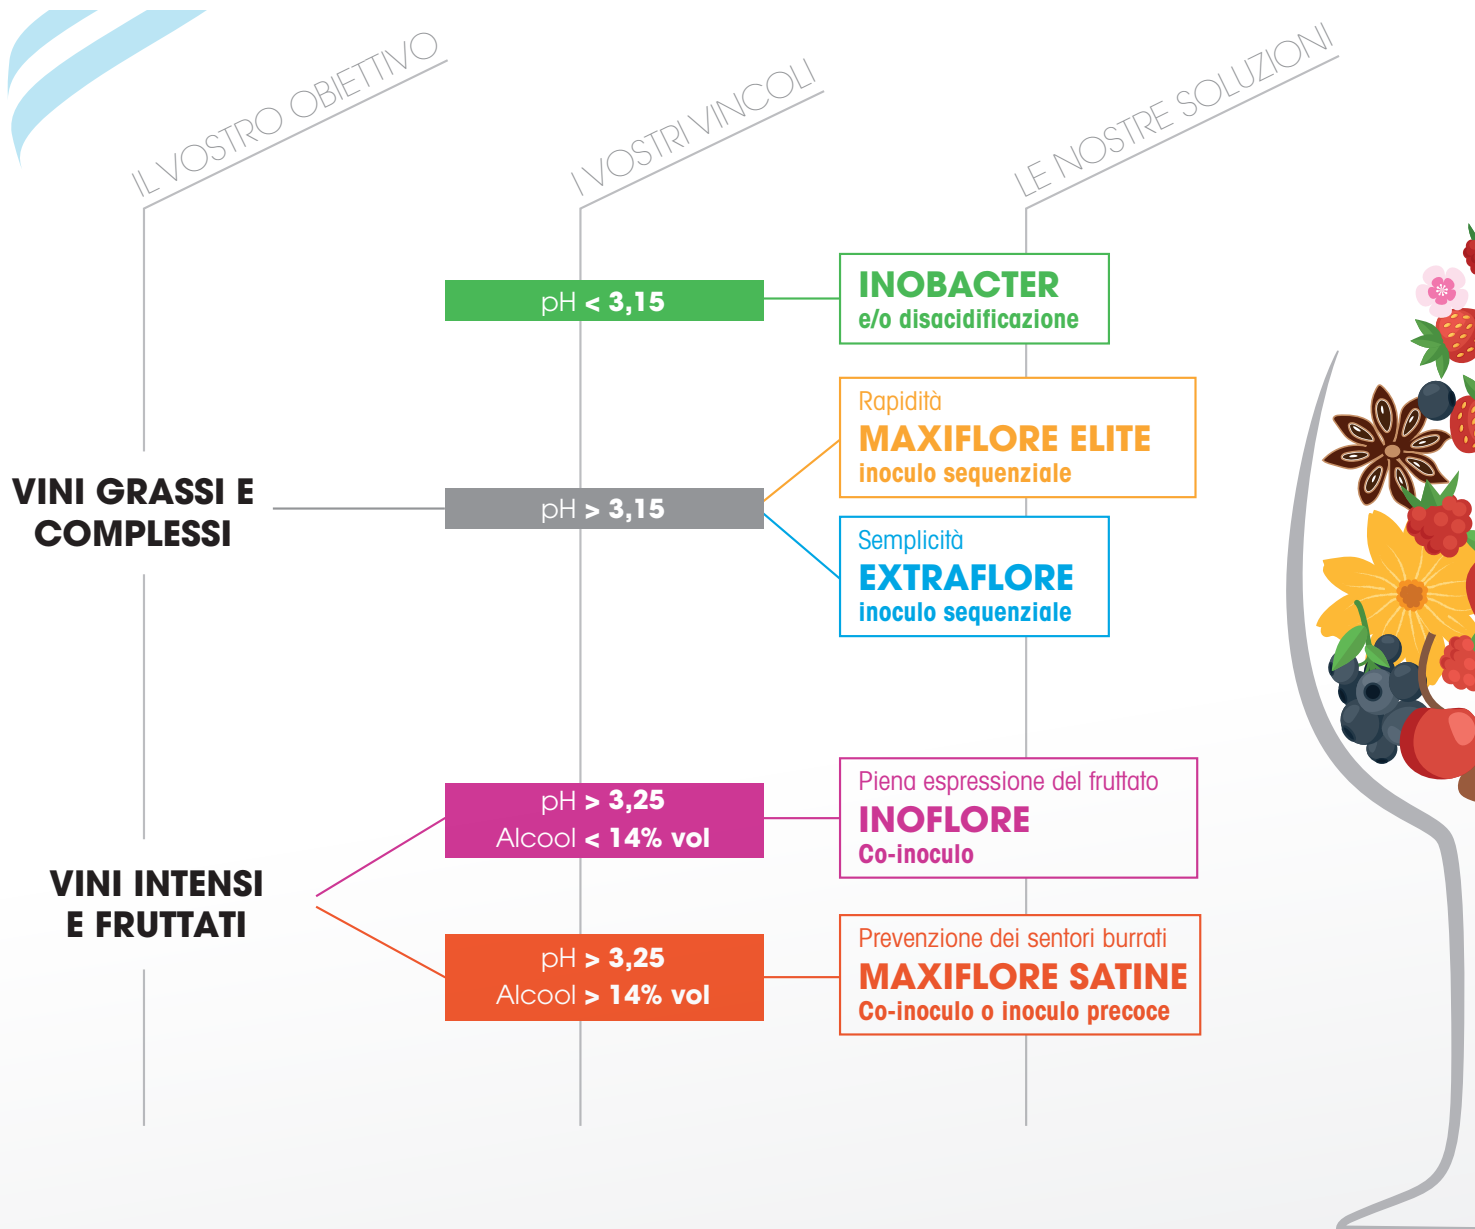 IL VOSTRO OBIETTIVO
I VOSTRI VINCOLI
LE NOSTRE SOLUZIONI
pH < 3,15
INOBACTER
e/o disacidificazione
VINI GRASSI E
COMPLESSI
pH > 3,15
Rapidità
MAXIFLORE ELITE
inoculo sequenziale
Semplicità
EXTRAFLORE
inoculo sequenziale
VINI INTENSI
E FRUTTATI
pH > 3,25
Alcool < 14% vol
Piena espressione del fruttato
INOFLORE
Co-inoculo
pH > 3,25
Alcool > 14% vol
Prevenzione dei sentori burrati
MAXIFLORE SATINE
Co-inoculo o inoculo precoce